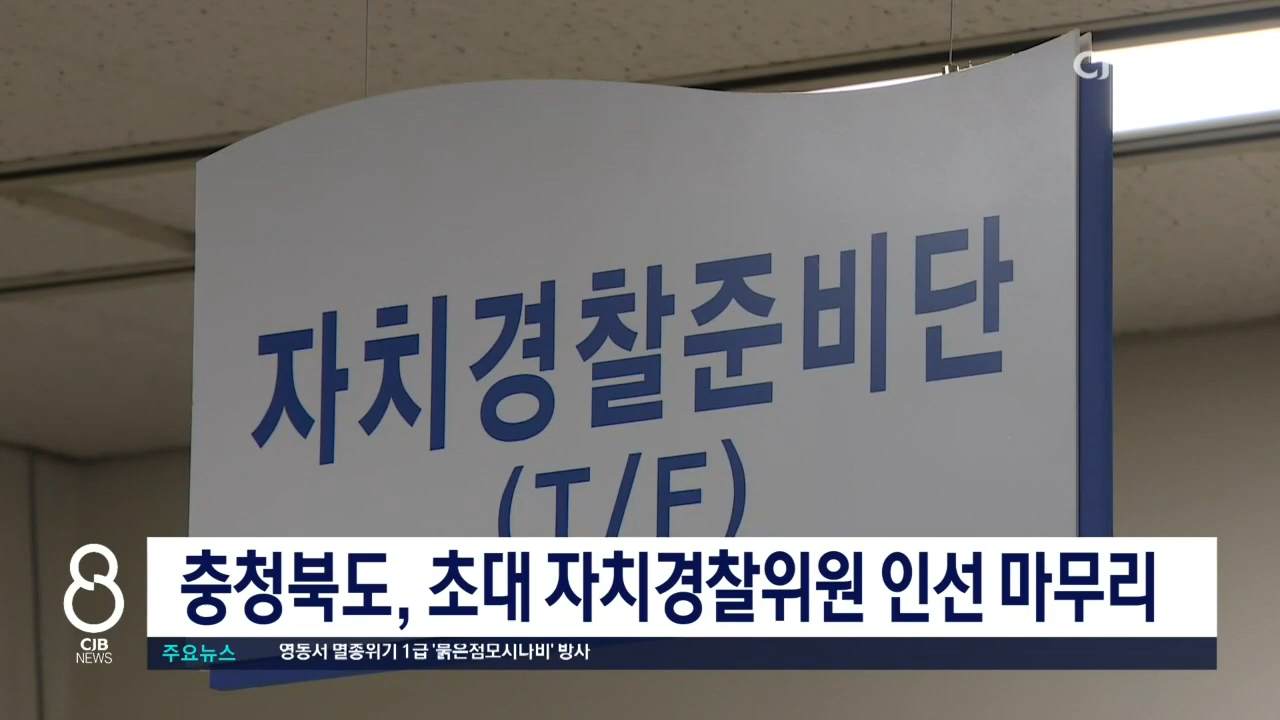 CJ
자치경찰준비단
(T/F)
충청북도, 초대 자치경찰위원 인선 마무리
8
CJB
NEWS
주요뉴스
영동서 멸종위기 1급 '붉은점모시나비' 방사